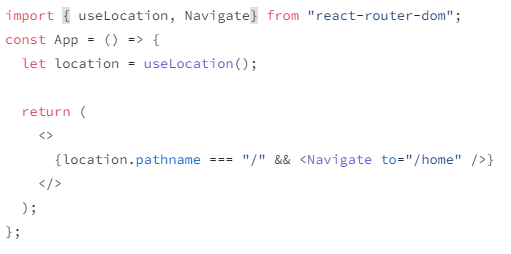 import { useLocation, Navigate} from "react-router-dom";
const App = () => {
  let location = useLocation();

  return (
    <>
      {location.pathname === "/" && <Navigate to="/home" />}
    </>
  );
};